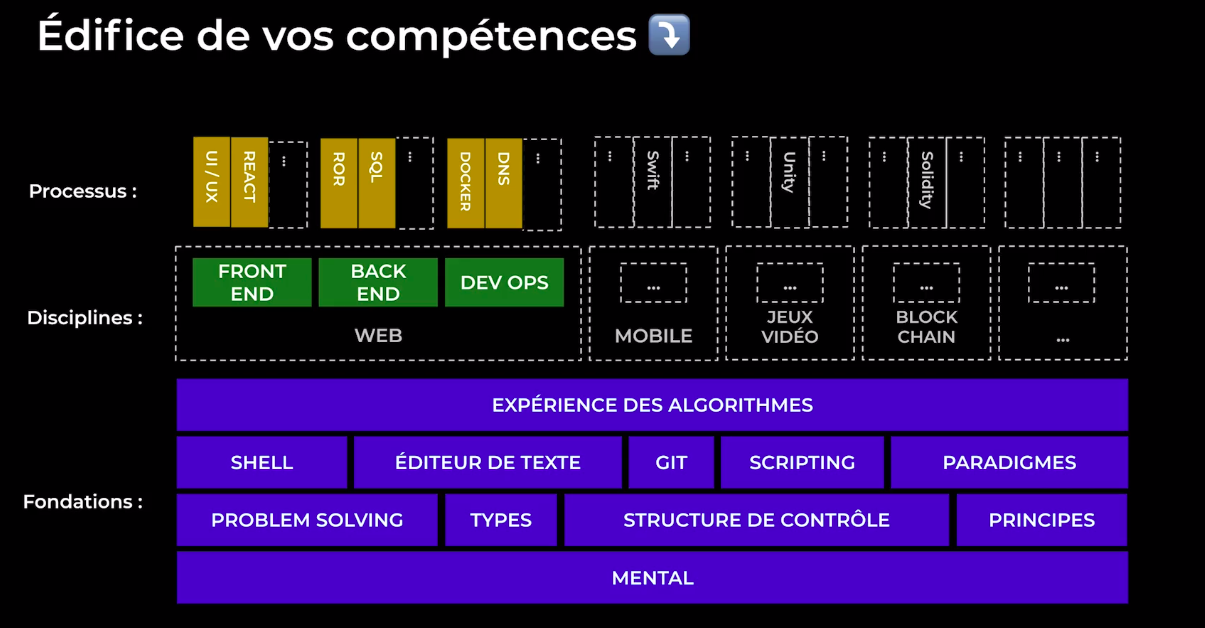 Édifice de vos compétences ⤵️
Processus :
UI / UX
REACT
...
ROR
SQL
...
DOCKER
DNS
...
...
Swift
...
...
Unity
...
...
Solidity
...
...
...
...
Disciplines :
FRONT
END
BACK
END
DEV OPS
WEB
...
MOBILE
...
JEUX
VIDÉO
...
BLOCK
CHAIN
...
...
Fondations :
EXPÉRIENCE DES ALGORITHMES
SHELL
ÉDITEUR DE TEXTE
GIT
SCRIPTING
PARADIGMES
PROBLEM SOLVING
TYPES
STRUCTURE DE CONTRÔLE
PRINCIPES
MENTAL